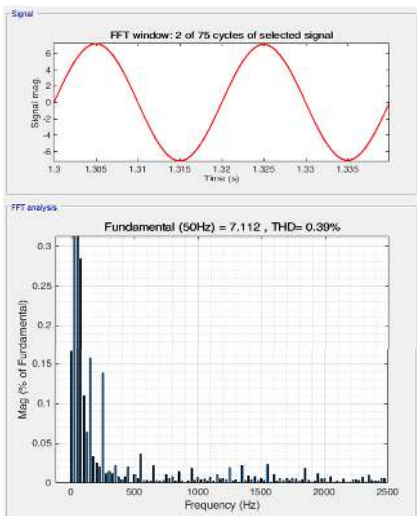 Signal
FFT window: 2 of 75 cycles of selected signal
Signal mag.
6
4
2
0
-2
-4
-6
1.3 1.305 1.31 1.315 1.32 1.325 1.33 1.335
Time (s)
FFT analysis
Fundamental (50Hz) = 7.112 , THD= 0.39%
Mag (% of Fundamental)
0.3
0.25
0.2
0.15
0.1
0.05
0
0 500 1000 1500 2000 2500
Frequency (Hz)